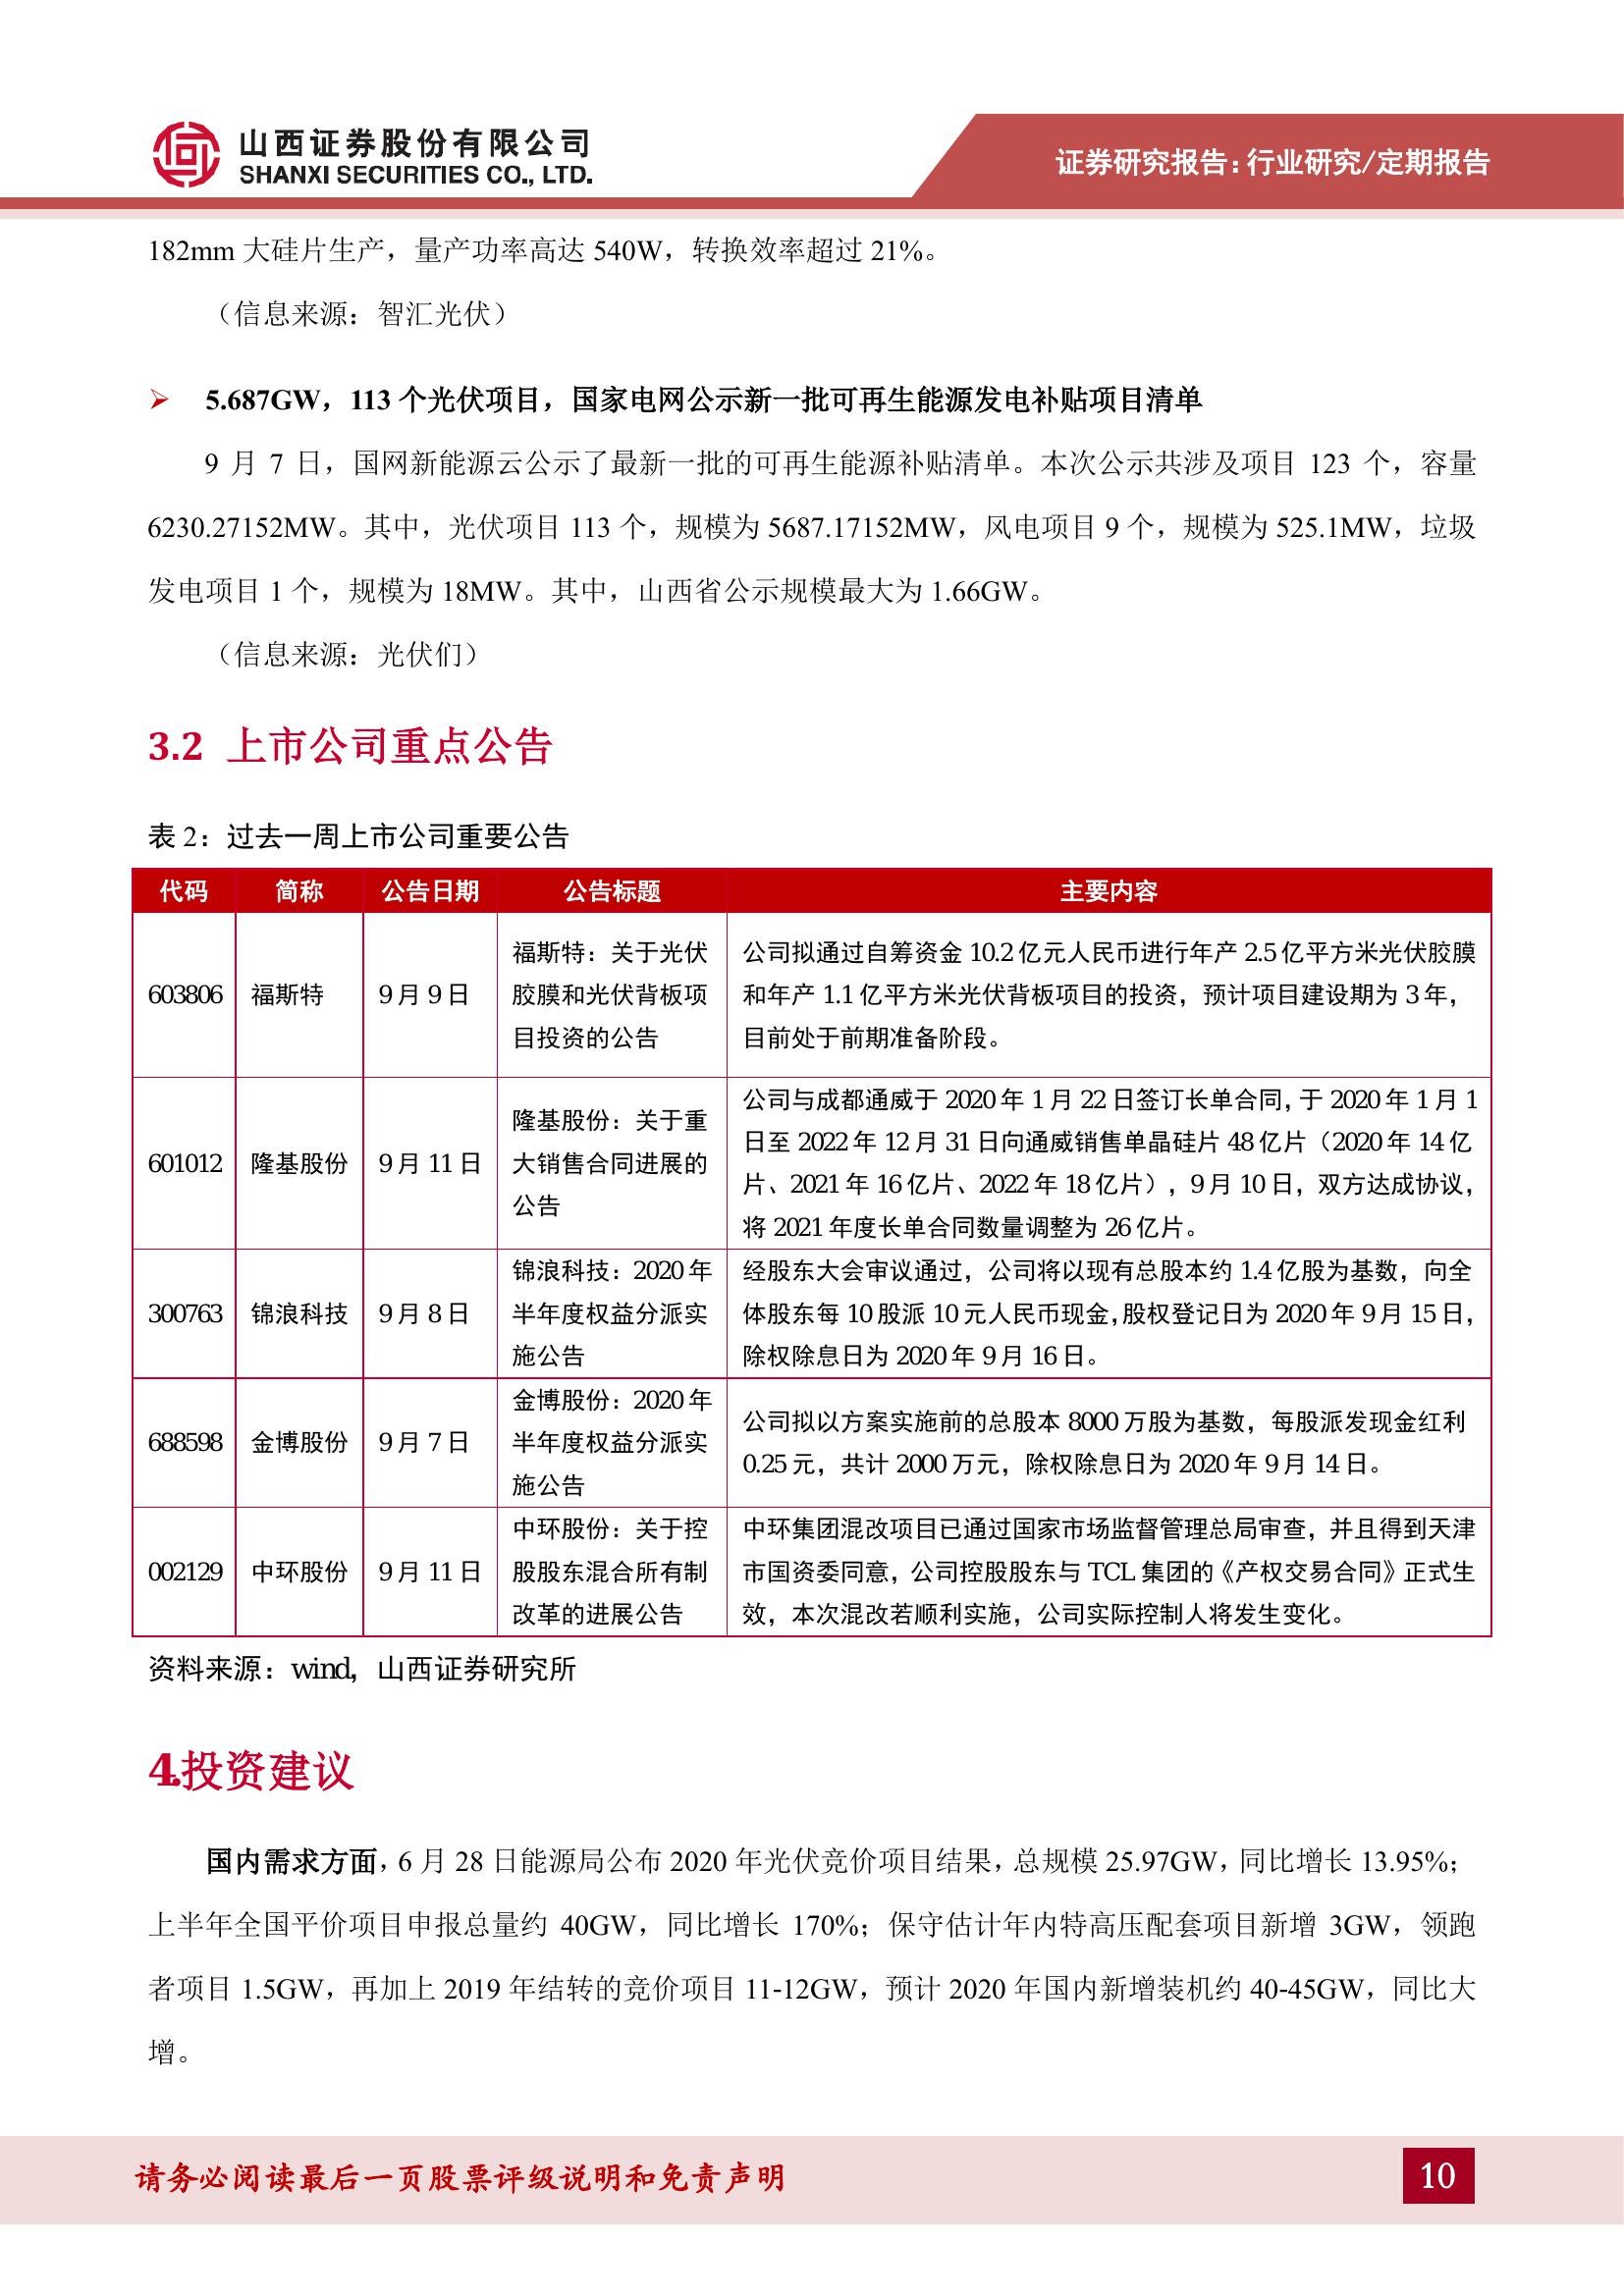 山西证券股份有限公司
SHANXI SECURITIES CO., LTD.
证券研究报告：行业研究/定期报告
182mm 大硅片生产，量产功率高达 540W，转换效率超过 21%。
（信息来源：智汇光伏）
➢ 5.687GW，113 个光伏项目，国家电网公示新一批可再生能源发电补贴项目清单
9 月 7 日，国网新能源云公示了最新一批的可再生能源补贴清单。本次公示共涉及项目 123 个，容量
6230.27152MW。其中，光伏项目 113 个，规模为 5687.17152MW，风电项目 9 个，规模为 525.1MW，垃圾
发电项目 1 个，规模为 18MW。其中，山西省公示规模最大为 1.66GW。
（信息来源：光伏们）
3.2 上市公司重点公告
表 2：过去一周上市公司重要公告
代码 简称 公告日期 公告标题 主要内容
603806 福斯特 9 月 9 日
福斯特：关于光伏
胶膜和光伏背板项
目投资的公告
公司拟通过自筹资金 10.2 亿元人民币进行年产 2.5 亿平方米光伏胶膜
和年产 1.1 亿平方米光伏背板项目的投资，预计项目建设期为 3 年，
目前处于前期准备阶段。
601012 隆基股份 9 月 11 日
隆基股份：关于重
大销售合同进展的
公告
公司与成都通威于 2020 年 1 月 22 日签订长单合同，于 2020 年 1 月 1
日至 2022 年 12 月 31 日向通威销售单晶硅片 48 亿片（2020 年 14 亿
片、2021 年 16 亿片、2022 年 18 亿片），9 月 10 日，双方达成协议，
将 2021 年度长单合同数量调整为 26 亿片。
300763 锦浪科技 9 月 8 日
锦浪科技：2020 年
半年度权益分派实
施公告
经股东大会审议通过，公司将以现有总股本约 1.4 亿股为基数，向全
体股东每 10 股派 10 元人民币现金，股权登记日为 2020 年 9 月 15 日，
除权除息日为 2020 年 9 月 16 日。
688598 金博股份 9 月 7 日
金博股份：2020 年
半年度权益分派实
施公告
公司拟以方案实施前的总股本 8000 万股为基数，每股派发现金红利
0.25 元，共计 2000 万元，除权除息日为 2020 年 9 月 14 日。
002129 中环股份 9 月 11 日
中环股份：关于控
股股东混合所有制
改革的进展公告
中环集团混改项目已通过国家市场监督管理总局审查，并且得到天津
市国资委同意，公司控股股东与 TCL 集团的《产权交易合同》正式生
效，本次混改若顺利实施，公司实际控制人将发生变化。
资料来源：wind，山西证券研究所
4.投资建议
国内需求方面，6 月 28 日能源局公布 2020 年光伏竞价项目结果，总规模 25.97GW，同比增长 13.95%；
上半年全国平价项目申报总量约 40GW，同比增长 170%；保守估计年内特高压配套项目新增 3GW，领跑
者项目 1.5GW，再加上 2019 年结转的竞价项目 11-12GW，预计 2020 年国内新增装机约 40-45GW，同比大
增。
请务必阅读最后一页股票评级说明和免责声明
10